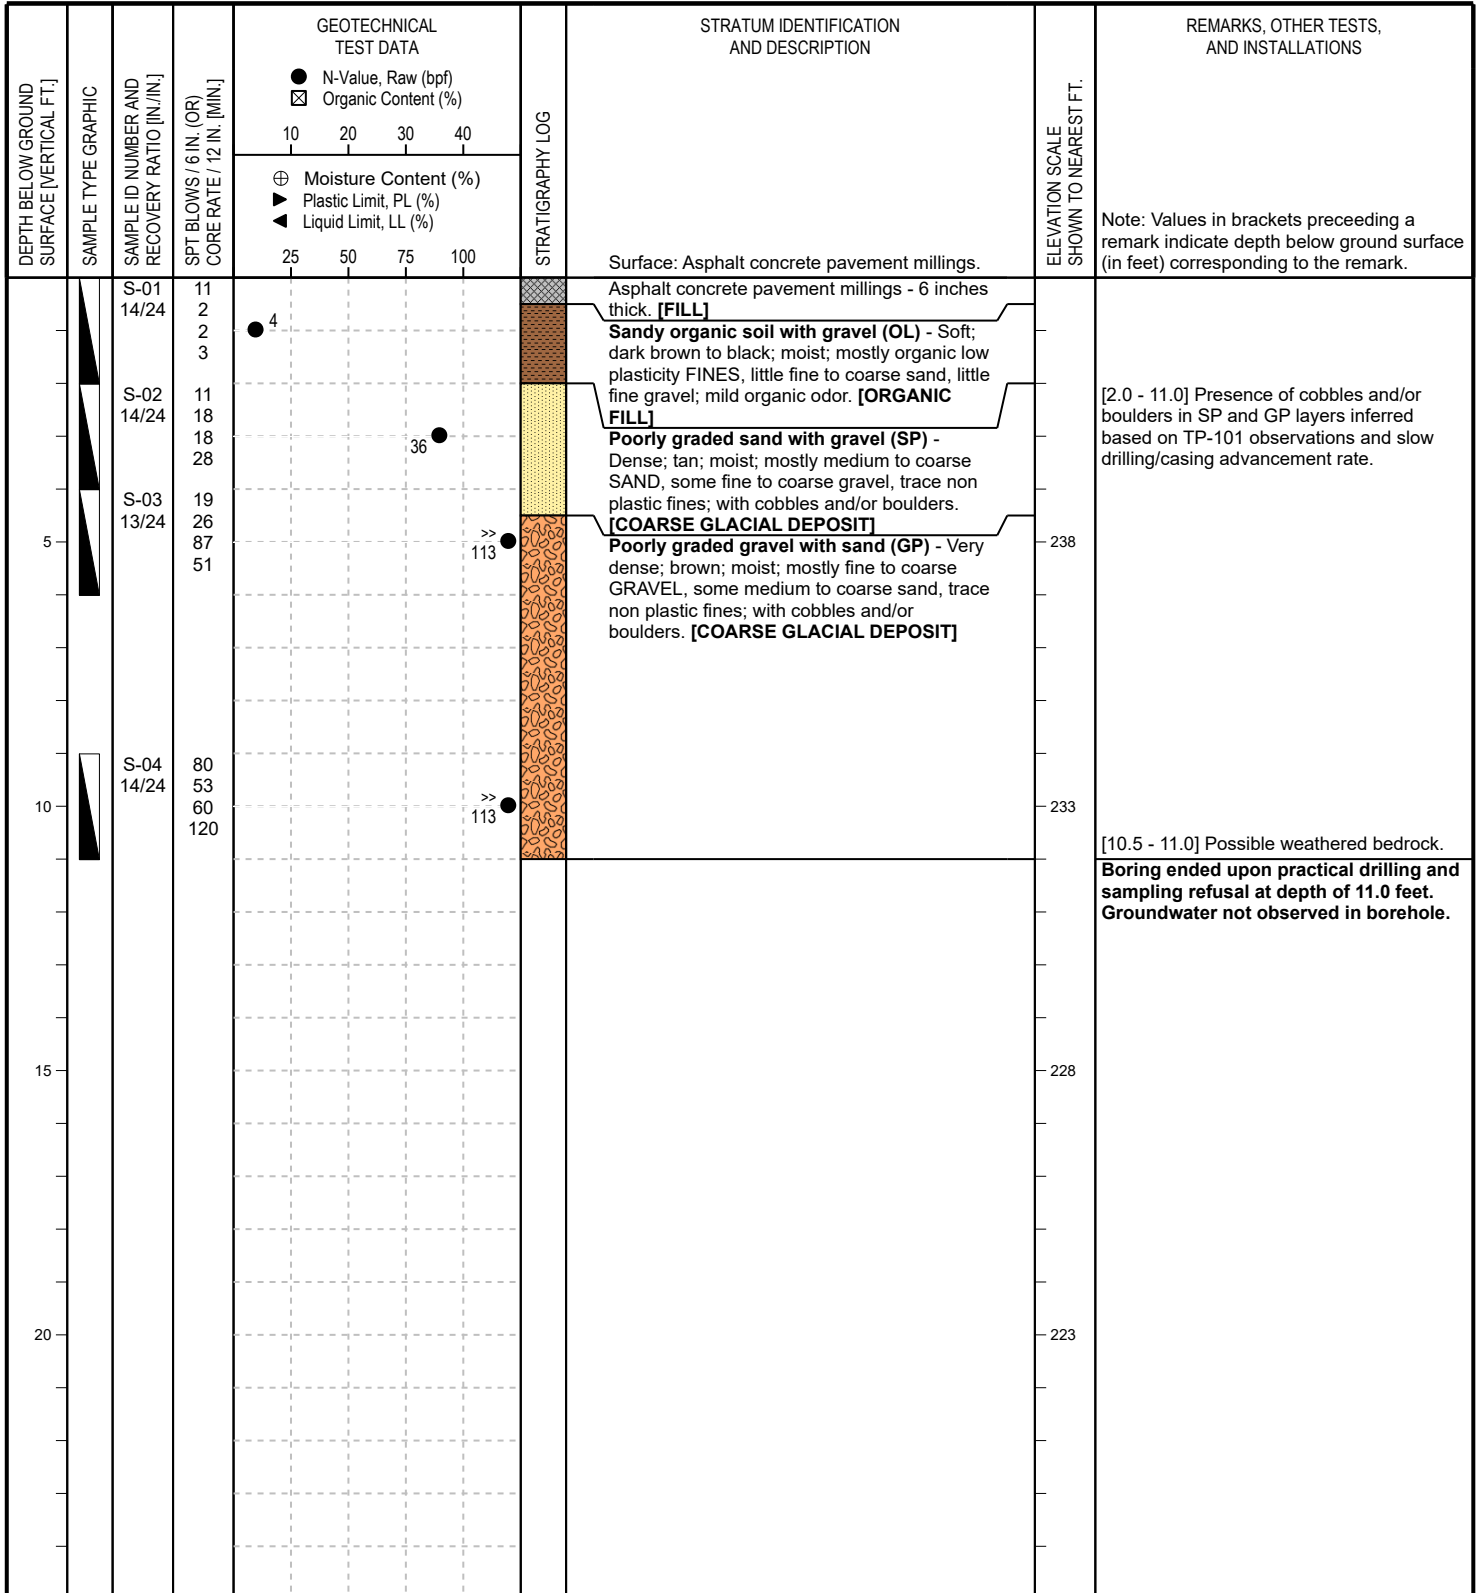 DEPTH BELOW GROUND
SURFACE [VERTICAL FT.]
SAMPLE TYPE GRAPHIC
SAMPLE ID NUMBER AND
RECOVERY RATIO [IN./IN.]
SPT BLOWS / 6 IN. (OR)
CORE RATE / 12 IN. [MIN.]
GEOTECHNICAL
TEST DATA
N-Value, Raw (bpf)
Organic Content (%)
10 20 30 40
Moisture Content (%)
Plastic Limit, PL (%)
Liquid Limit, LL (%)
25 50 75 100
STRATIGRAPHY LOG
STRATUM IDENTIFICATION
AND DESCRIPTION
Surface: Asphalt concrete pavement millings.
ELEVATION SCALE
SHOWN TO NEAREST FT.
REMARKS, OTHER TESTS,
AND INSTALLATIONS
Note: Values in brackets preceeding a
remark indicate depth below ground surface
(in feet) corresponding to the remark.
S-01
14/24
11
2
2
3
4
Asphalt concrete pavement millings - 6 inches
thick. [FILL]
Sandy organic soil with gravel (OL) - Soft;
dark brown to black; moist; mostly organic low
plasticity FINES, little fine to coarse sand, little
fine gravel; mild organic odor. [ORGANIC
FILL]
S-02
14/24
11
18
18
28
36
Poorly graded sand with gravel (SP) -
Dense; tan; moist; mostly medium to coarse
SAND, some fine to coarse gravel, trace non
plastic fines; with cobbles and/or boulders.
[COARSE GLACIAL DEPOSIT]
[2.0 - 11.0] Presence of cobbles and/or
boulders in SP and GP layers inferred
based on TP-101 observations and slow
drilling/casing advancement rate.
S-03
13/24
19
26
87
51
5
>>
113
238
Poorly graded gravel with sand (GP) - Very
dense; brown; moist; mostly fine to coarse
GRAVEL, some medium to coarse sand, trace
non plastic fines; with cobbles and/or
boulders. [COARSE GLACIAL DEPOSIT]
S-04
14/24
80
53
60
120
10
>>
113
233
[10.5 - 11.0] Possible weathered bedrock.
Boring ended upon practical drilling and
sampling refusal at depth of 11.0 feet.
Groundwater not observed in borehole.
15
228
20
223